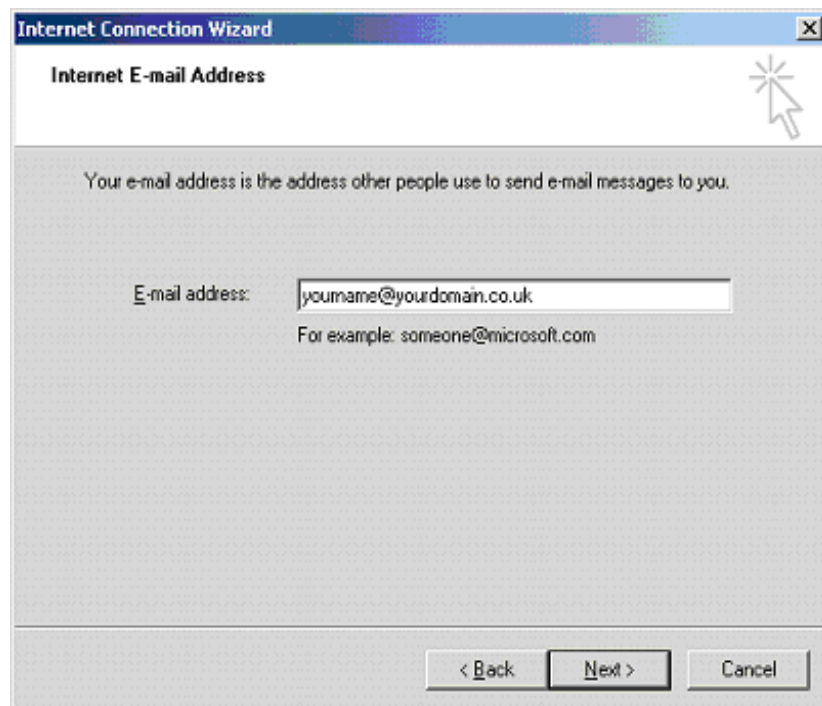 Internet Connection Wizard
Internet E-mail Address
Your e-mail address is the address other people use to send e-mail messages to you.
E-mail address: yourname@yourdomain.co.uk
For example: someone@microsoft.com
< Back Next > Cancel